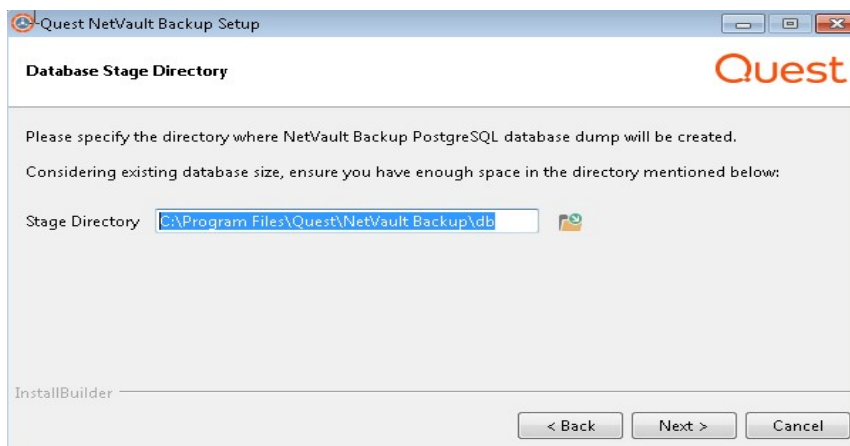 Quest NetVault Backup Setup
Database Stage Directory
Quest
Please specify the directory where NetVault Backup PostgreSQL database dump will be created.
Considering existing database size, ensure you have enough space in the directory mentioned below:
Stage Directory C:\Program Files\Quest\NetVault Backup\db
InstallBuilder
< Back Next > Cancel